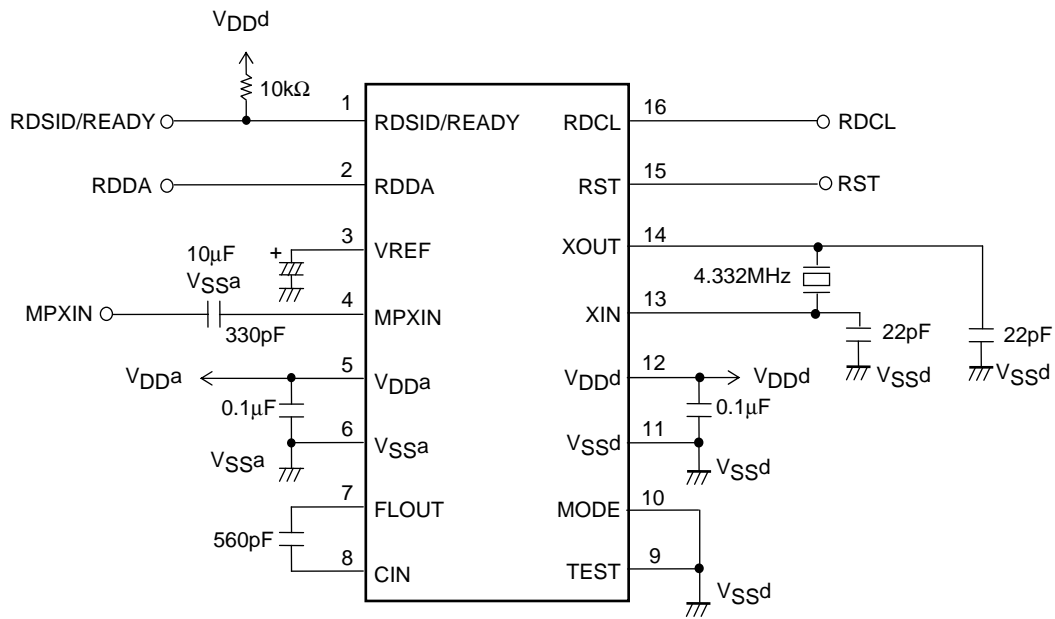 VDDd
10kΩ
1
16
RDSID/READY
RDSID/READY
RDCL
RDCL
2
15
RDDA
RDDA
RST
RST
3
14
10μF
+
VREF
XOUT
VSSa
4.332MHz
4
13
MPXIN
330pF
MPXIN
XIN
22pF
22pF
5
12
VSSd
VSSd
VDDa
VDDa
VDDd
VDDd
0.1μF
0.1μF
6
11
VSSa
VSSa
VSSd
VSSd
7
10
FLOUT
MODE
560pF
8
9
CIN
TEST
VSSd